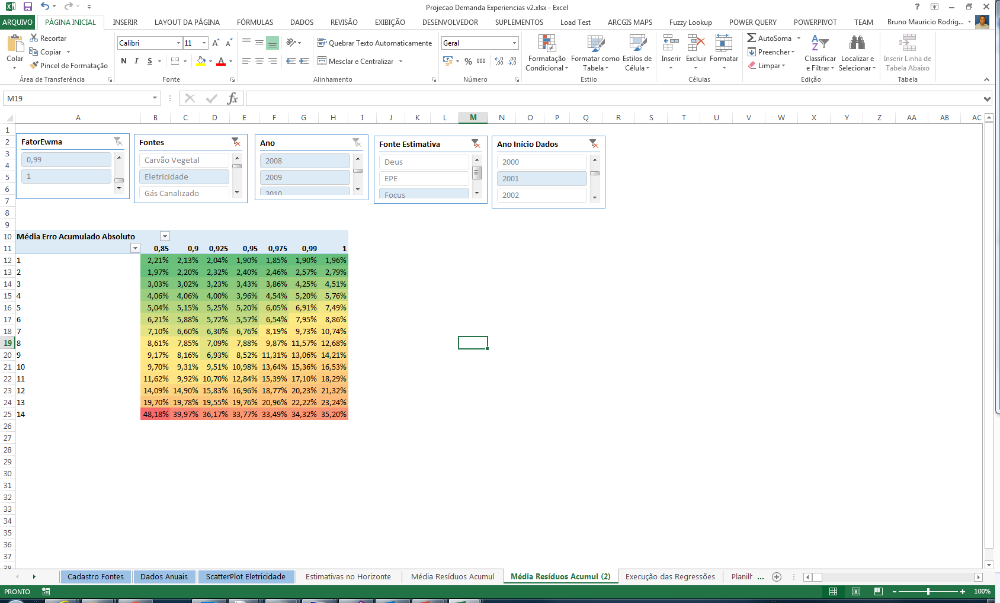 Projecao Demanda Experiencias v2.xlsx - Excel
ARQUIVO PÁGINA INICIAL INSERIR LAYOUT DA PÁGINA FÓRMULAS DADOS REVISÃO EXIBIÇÃO DESENVOLVEDOR SUPLEMENTOS Load Test ARCGIS MAPS Fuzzy Lookup POWER QUERY POWERPIVOT TEAM Bruno Mauricio Rodrig...
Colar
Recortar
Copiar
Pincel de Formatação
Área de Transferência
Calibri 11
N I S
Fonte
Quebrar Texto Automaticamente
Mesclar e Centralizar
Alinhamento
Geral
% 000
Número
Formatação Condicional
Formatar como Tabela
Estilos de Célula
Estilo
Inserir Excluir Formatar
Células
AutoSoma
Preencher
Limpar
Classificar e Filtrar
Localizar e Selecionar
Edição
Inserir Linha de Tabela Abaixo
Tabela
M19 fx
A B C D E F G H I J K L M N O P Q R S T U V W X Y Z AA AB AC
1
2
3
4
5
6
7
8
9
FatorEwma
0,99
1
Fontes
Carvão Vegetal
Eletricidade
Gás Canalizado
Ano
2008
2009
2010
Fonte Estimativa
Deus
EPE
Focus
Ano Início Dados
2000
2001
2002
10 Média Erro Acumulado Absoluto
11 0,85 0,9 0,925 0,95 0,975 0,99 1
12 1 2,21% 2,13% 2,04% 1,90% 1,85% 1,90% 1,96%
13 2 1,97% 2,20% 2,32% 2,40% 2,46% 2,57% 2,79%
14 3 3,03% 3,02% 3,23% 3,43% 3,86% 4,25% 4,51%
15 4 4,06% 4,06% 4,00% 3,96% 4,54% 5,20% 5,76%
16 5 5,04% 5,15% 5,25% 5,20% 6,05% 6,91% 7,49%
17 6 6,21% 5,88% 5,72% 5,57% 6,54% 7,95% 8,86%
18 7 7,10% 6,60% 6,30% 6,76% 8,19% 9,73% 10,74%
19 8 8,61% 7,85% 7,09% 7,88% 9,87% 11,57% 12,68%
20 9 9,17% 8,16% 6,93% 8,52% 11,31% 13,06% 14,21%
21 10 9,70% 9,31% 9,51% 10,98% 13,64% 15,36% 16,53%
22 11 11,62% 9,92% 10,70% 12,84% 15,39% 17,10% 18,29%
23 12 14,09% 14,90% 15,83% 16,96% 18,77% 20,23% 21,32%
24 13 19,70% 19,78% 19,55% 19,76% 20,96% 22,22% 23,24%
25 14 48,18% 39,97% 36,17% 33,77% 33,49% 34,32% 35,20%
26
27
28
29
30
31
32
33
34
35
36
37
38
Cadastro Fontes Dados Anuais ScatterPlot Eletricidade Estimativas no Horizonte Média Resíduos Acumul Média Resíduos Acumul (2) Execução das Regressões Planilh ...
PRONTO 100%